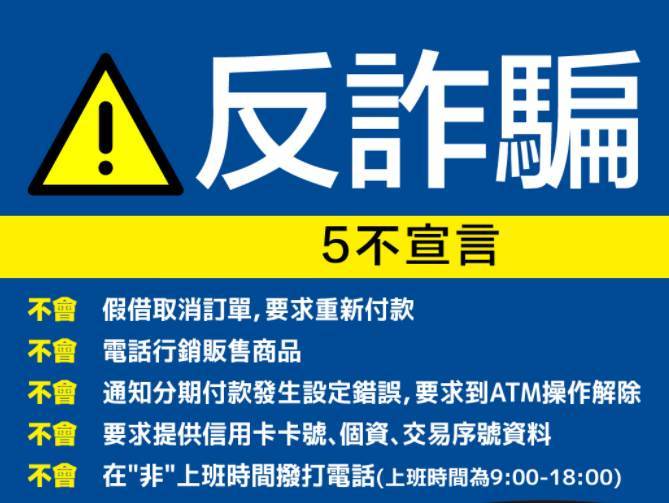 反詐騙
5不宣言
不會 假借取消訂單,要求重新付款
不會 電話行銷販售商品
不會 通知分期付款發生設定錯誤,要求到ATM操作解除
不會 要求提供信用卡卡號、個資、交易序號資料
不會 在"非"上班時間撥打電話(上班時間為9:00-18:00)